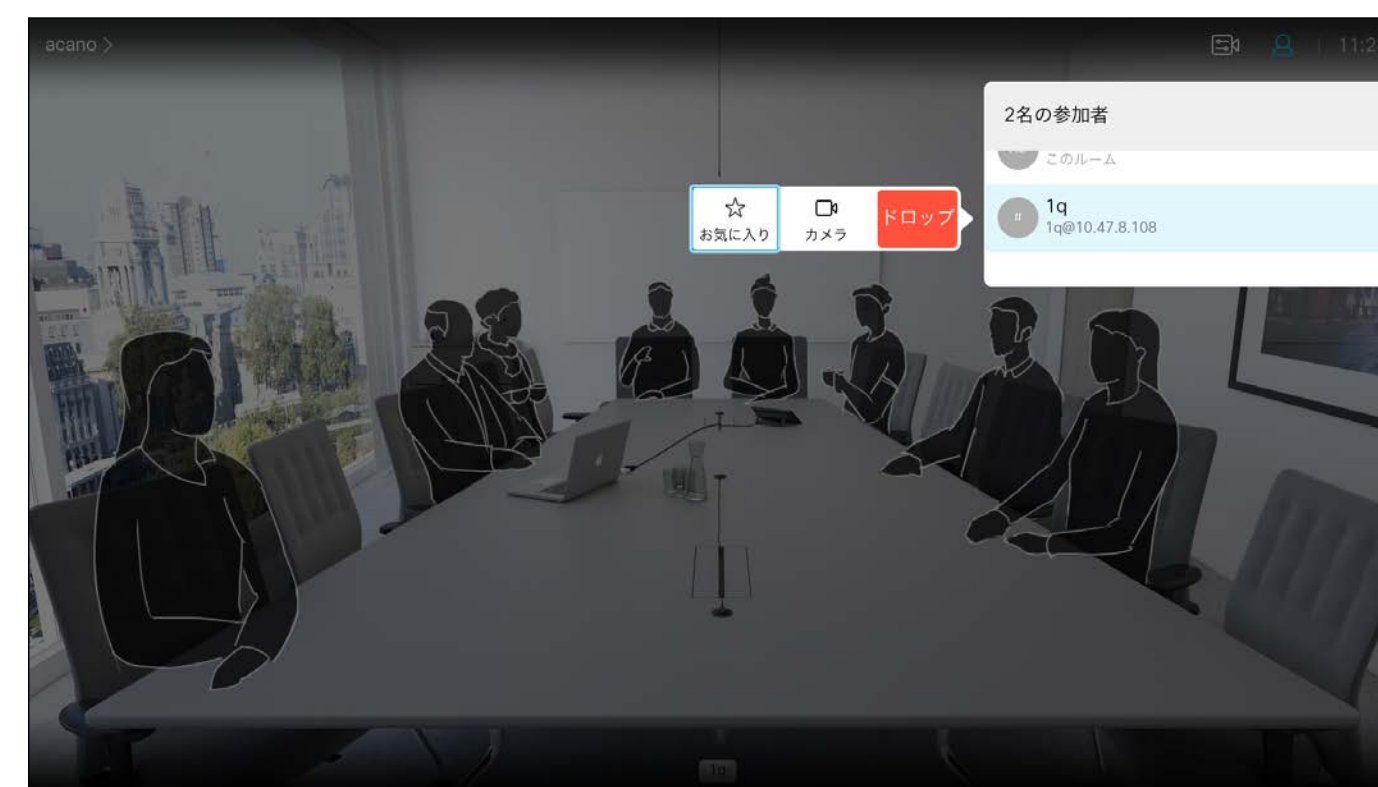 acano >
11:2
2名の参加者
このルーム
1q
1q@10.47.8.108
お気に入り
カメラ
ドロップ
1q